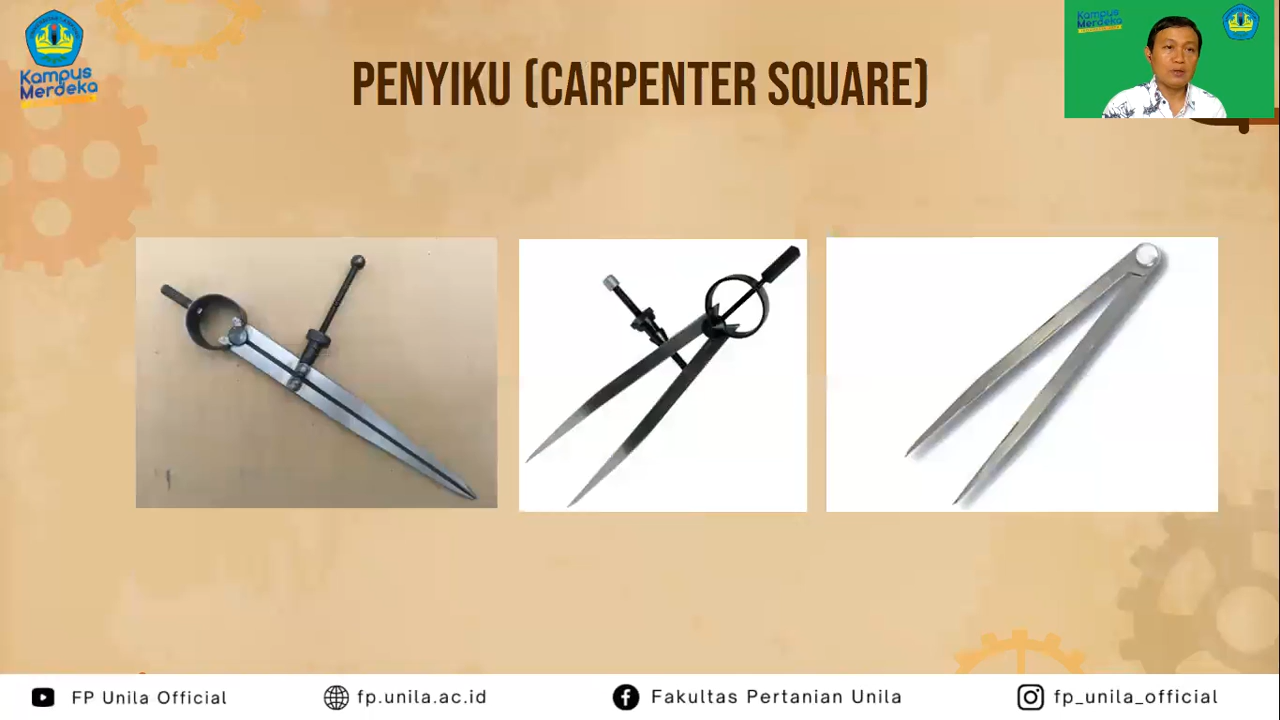 Kampus
Merdeka
PENYIKU (CARPENTER SQUARE)
Kampus
Merdeka
FP Unila Official
fp.unila.ac.id
Fakultas Pertanian Unila
fp_unila_official